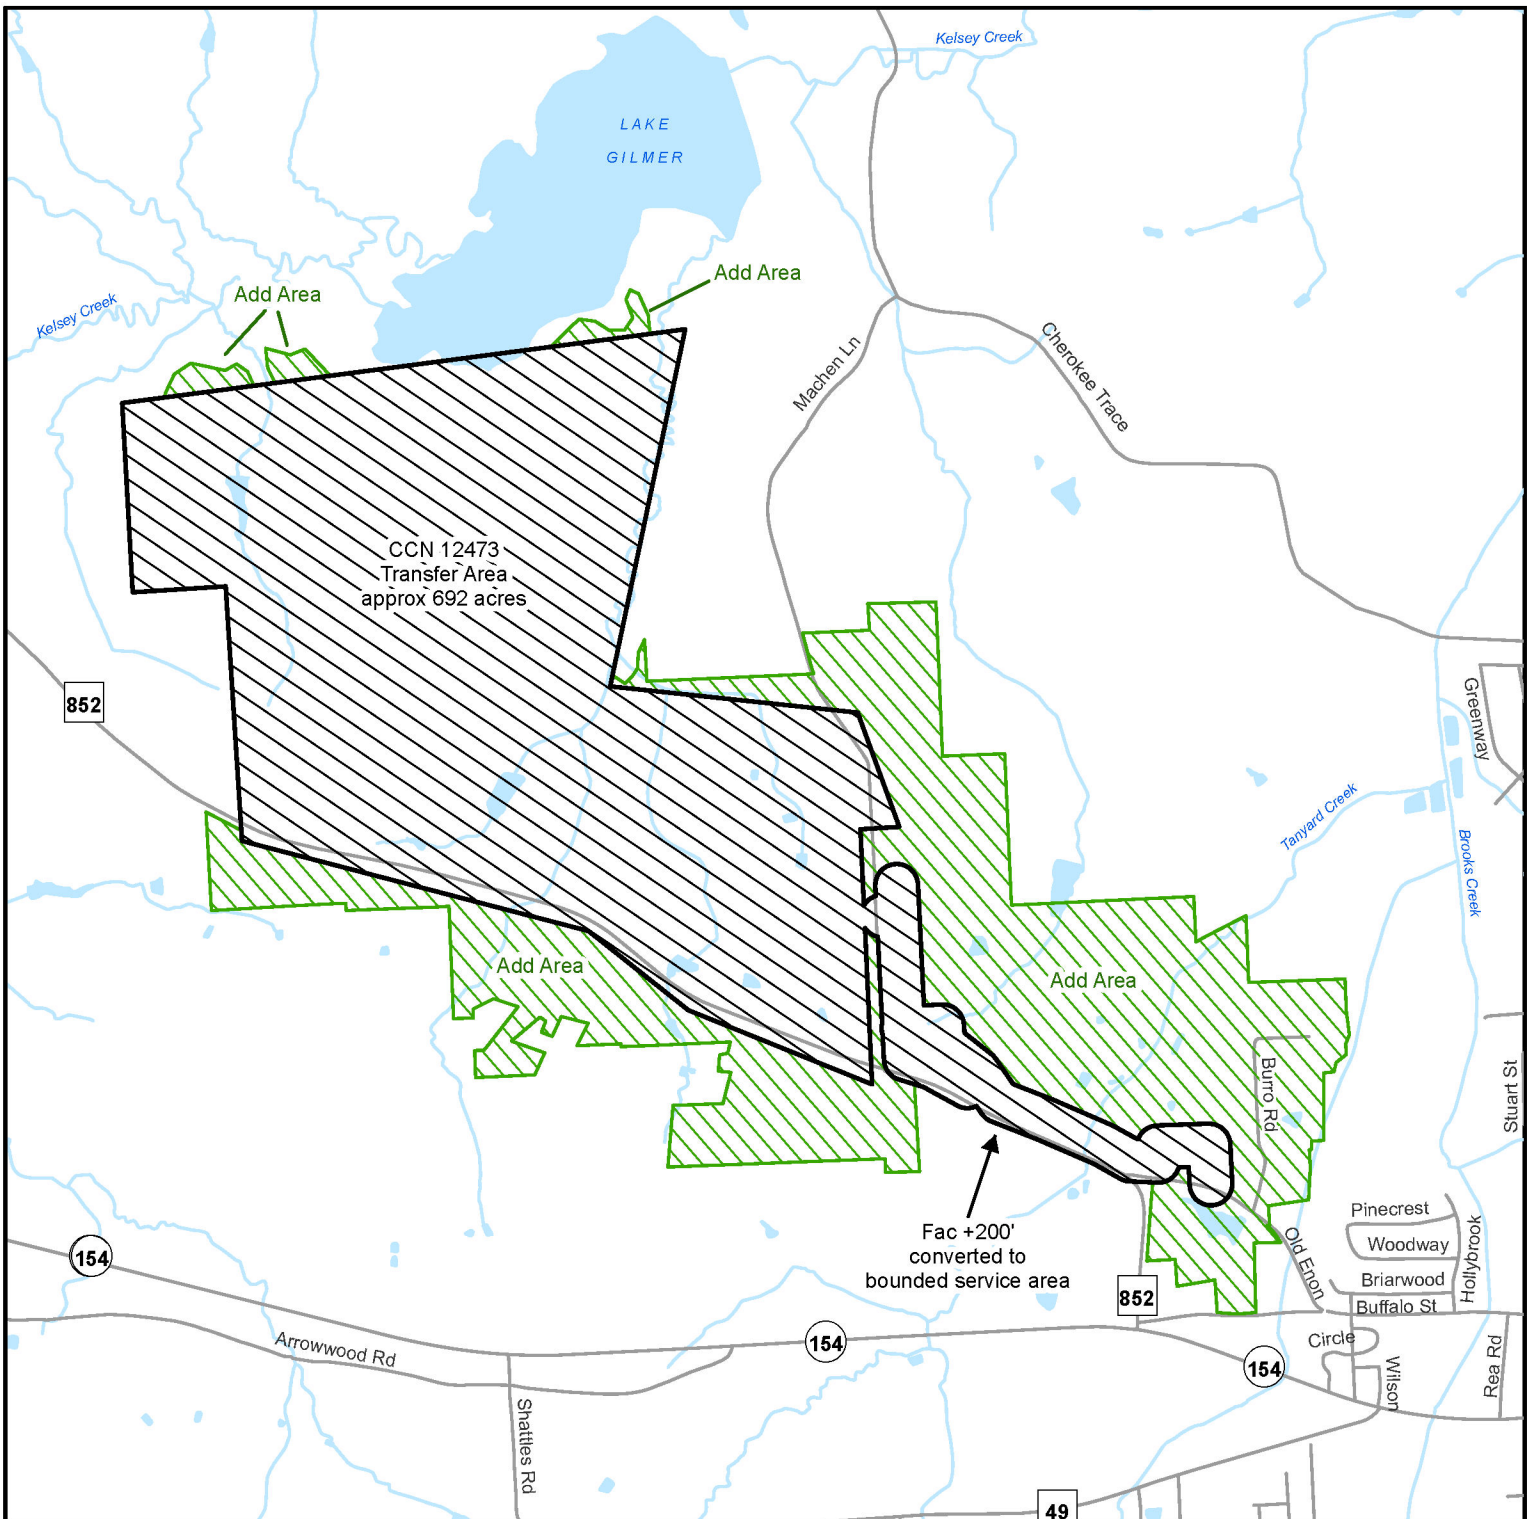 Kelsey Creek
LAKE
GILMER
Add Area
Add Area
Kelsey Creek
Machen Ln
Cherokee Trace
CCN 12473
Transfer Area
approx 692 acres
852
Greenway
Tanyard Creek
Brooks Creek
Add Area
Add Area
Burro Rd
Stuart St
Fac +200'
converted to
bounded service area
Pinecrest
Woodway
Hollybrook
Briarwood
Buffalo St
Old Enon
852
154
154
154
Circle
Wilson
Rea Rd
Arrowwood Rd
Shattles Rd
49